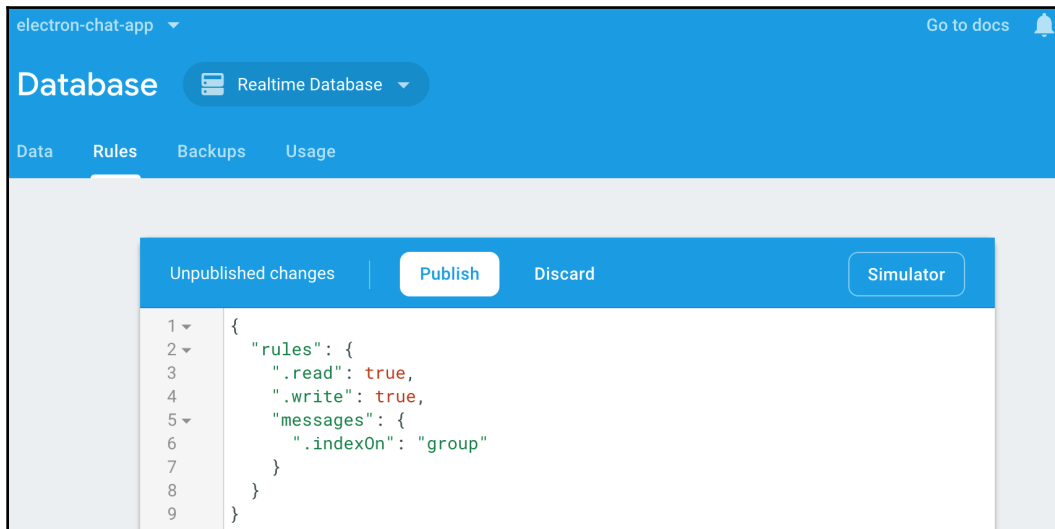 electron-chat-app Go to docs
Database Realtime Database
Data Rules Backups Usage
Unpublished changes Publish Discard Simulator
1 {
2 "rules": {
3 ".read": true,
4 ".write": true,
5 "messages": {
6 ".indexOn": "group"
7 }
8 }
9 }